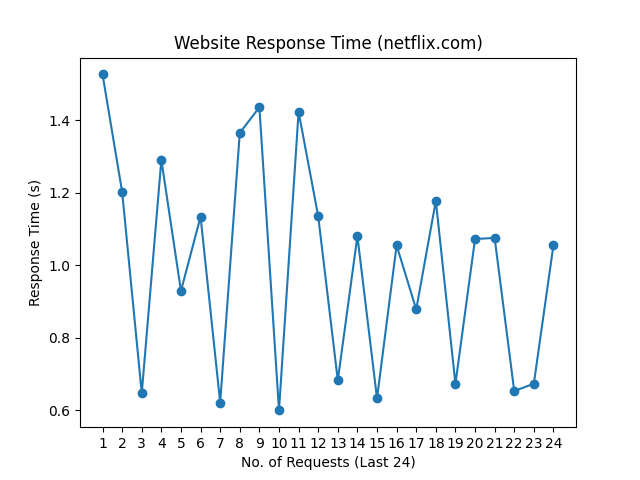 Website Response Time (netflix.com)
Response Time (s)
1.4
1.2
1.0
0.8
0.6
1 2 3 4 5 6 7 8 9 10 11 12 13 14 15 16 17 18 19 20 21 22 23 24
No. of Requests (Last 24)